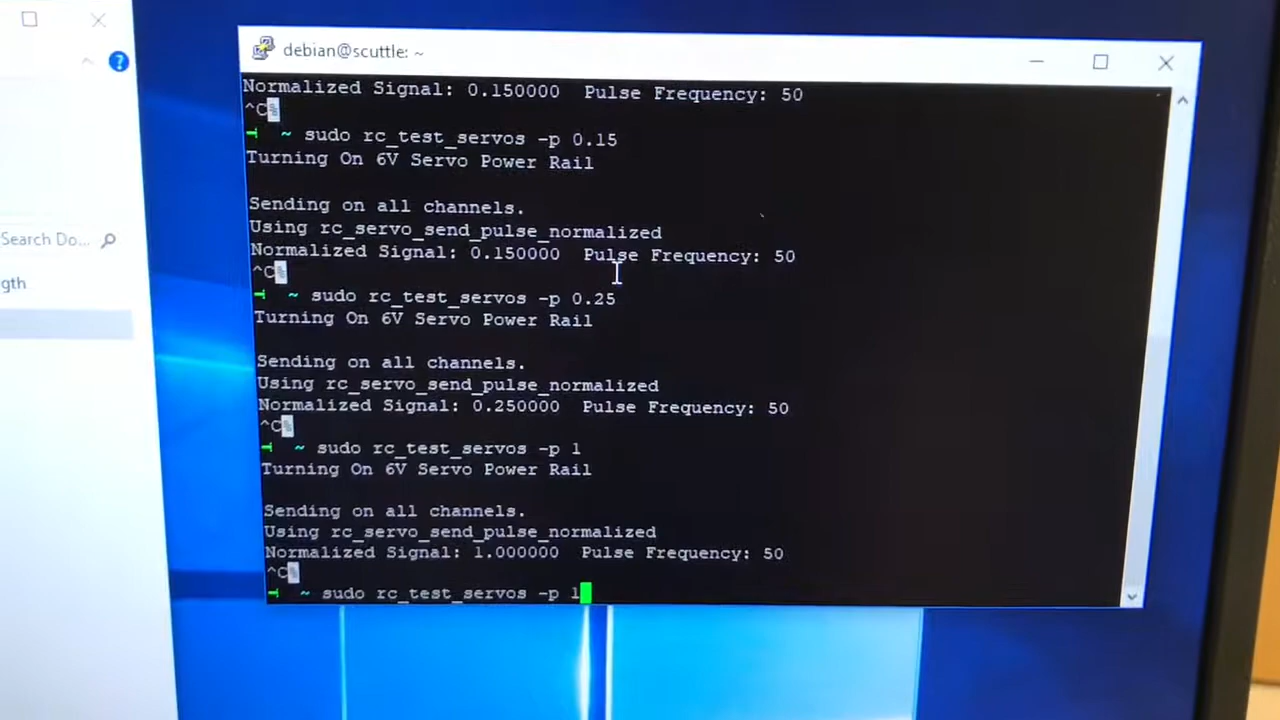 debian@scuttle: ~
Normalized Signal: 0.150000  Pulse Frequency: 50
^C%
~ sudo rc_test_servos -p 0.15
Turning On 6V Servo Power Rail
Sending on all channels.
Using rc_servo_send_pulse_normalized
Normalized Signal: 0.150000  Pulse Frequency: 50
^C%
~ sudo rc_test_servos -p 0.25
Turning On 6V Servo Power Rail
Sending on all channels.
Using rc_servo_send_pulse_normalized
Normalized Signal: 0.250000  Pulse Frequency: 50
^C%
~ sudo rc_test_servos -p 1
Turning On 6V Servo Power Rail
Sending on all channels.
Using rc_servo_send_pulse_normalized
Normalized Signal: 1.000000  Pulse Frequency: 50
^C%
~ sudo rc_test_servos -p 1
Search Do...
gth